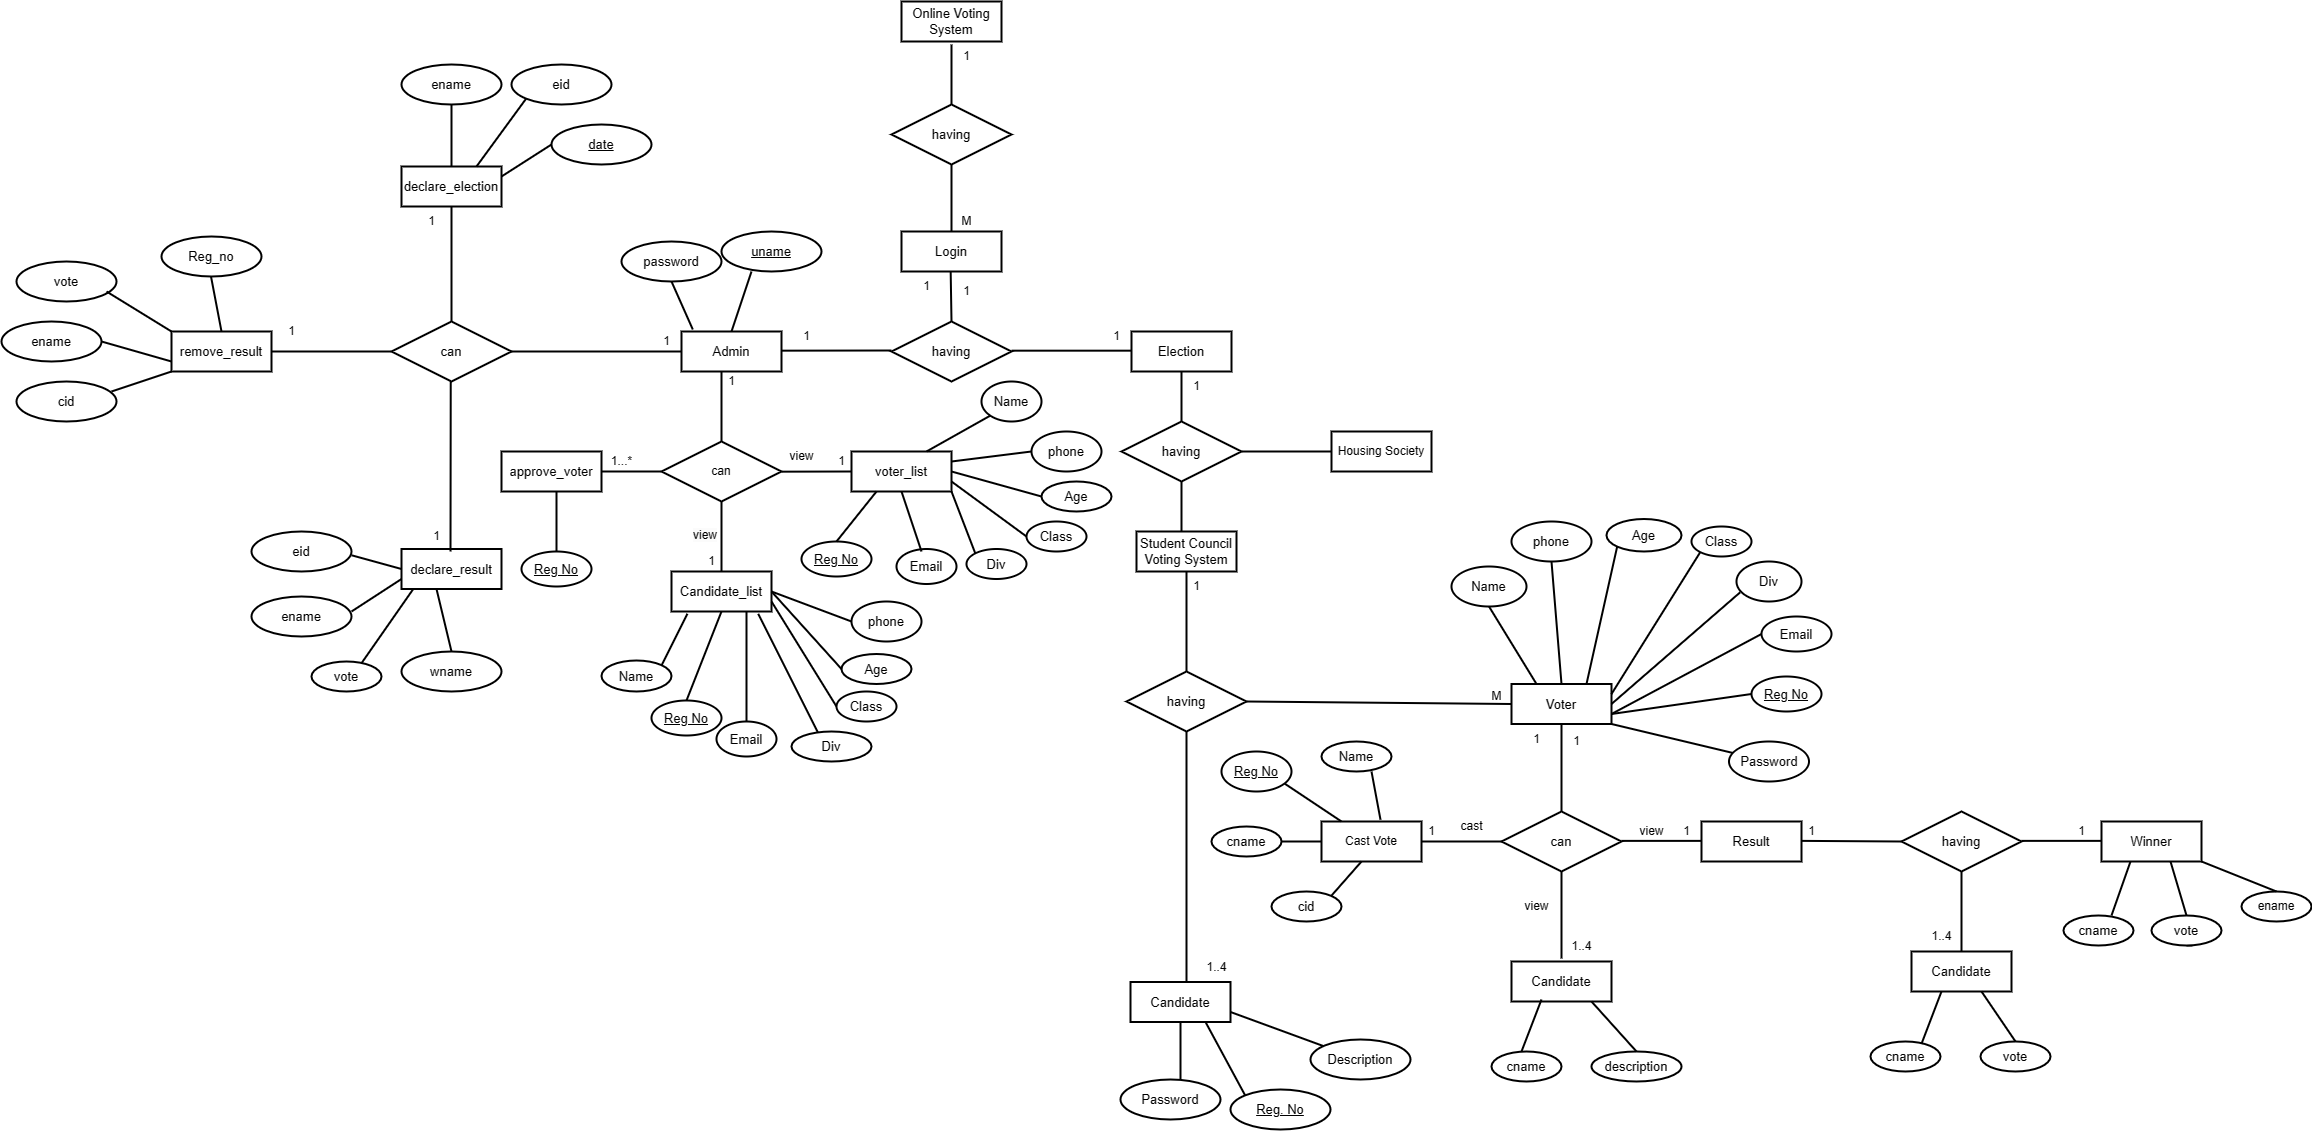 Online Voting
System
1
ename
eid
having
date
declare_election
1
M
Reg_no
password
uname
Login
vote
1
1
ename
1
remove_result
can
1
Admin
1
having
1
Election
cid
1
1
Name
Housing Society
phone
approve_voter
1...*
can
view
1
voter_list
having
Age
Class
Reg No
Email
Div
view
1
Reg No
Student Council
Voting System
1
phone
Age
Class
Name
Div
1
eid
declare_result
ename
vote
wname
Candidate_list
phone
Age
Class
Name
Reg No
Email
Div
Email
Reg No
having
M
Voter
1
1
Password
Reg No
Name
cname
Cast Vote
1
cast
can
view
1
Result
1
having
1
Winner
cid
view
1..4
1..4
cname
vote
ename
1..4
Candidate
Candidate
Candidate
Description
Password
Reg. No
cname
description
cname
vote